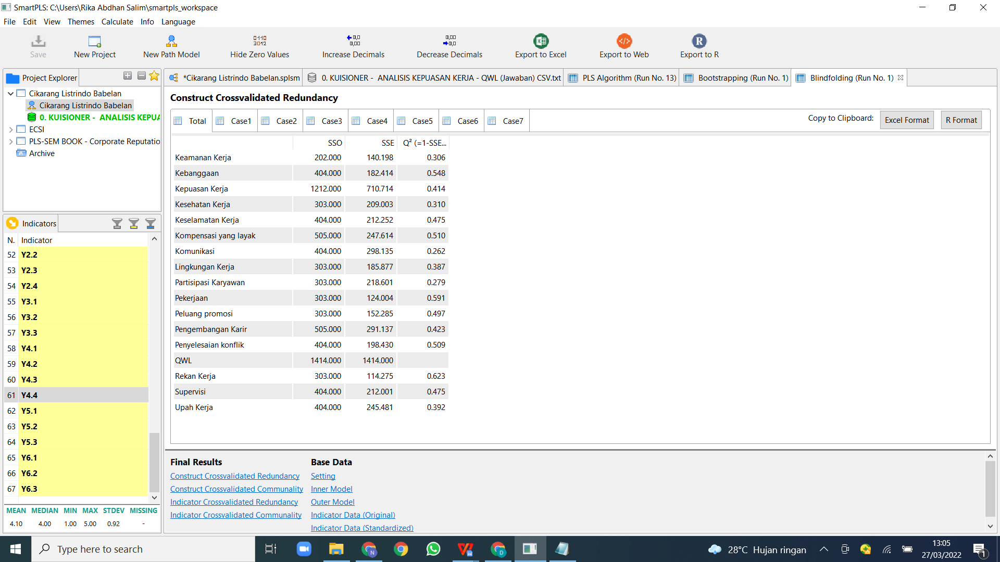 SmartPLS: C:\Users\Rika Abdhan Salim\smartpls_workspace
File Edit View Themes Calculate Info Language
Save New Project New Path Model Hide Zero Values Increase Decimals Decrease Decimals Export to Excel Export to Web Export to R
Project Explorer
Cikarang Listrindo Babelan
Cikarang Listrindo Babelan
0. KUISIONER - ANALISIS KEPUA
ECSI
PLS-SEM BOOK - Corporate Reputatio
Archive
Indicators
N. Indicator
52 Y2.2
53 Y2.3
54 Y2.4
55 Y3.1
56 Y3.2
57 Y3.3
58 Y4.1
59 Y4.2
60 Y4.3
61 Y4.4
62 Y5.1
63 Y5.2
64 Y5.3
65 Y6.1
66 Y6.2
67 Y6.3
MEAN MEDIAN MIN MAX STDEV MISSING
4.10 4.00 1.00 5.00 0.92 -
*Cikarang Listrindo Babelan.splsm 0. KUISIONER - ANALISIS KEPUASAN KERJA - QWL (Jawaban) CSV.txt PLS Algorithm (Run No. 13) Bootstrapping (Run No. 1) Blindfolding (Run No. 1)
Construct Crossvalidated Redundancy
Total Case1 Case2 Case3 Case4 Case5 Case6 Case7
Copy to Clipboard: Excel Format R Format
SSO SSE Q² (=1-SSE...
Keamanan Kerja 202.000 140.198 0.306
Kebanggaan 404.000 182.414 0.548
Kepuasan Kerja 1212.000 710.714 0.414
Kesehatan Kerja 303.000 209.003 0.310
Keselamatan Kerja 404.000 212.252 0.475
Kompensasi yang layak 505.000 247.614 0.510
Komunikasi 404.000 298.135 0.262
Lingkungan Kerja 303.000 185.877 0.387
Partisipasi Karyawan 303.000 218.601 0.279
Pekerjaan 303.000 124.004 0.591
Peluang promosi 303.000 152.285 0.497
Pengembangan Karir 505.000 291.137 0.423
Penyelesaian konflik 404.000 198.430 0.509
QWL 1414.000 1414.000
Rekan Kerja 303.000 114.275 0.623
Supervisi 404.000 212.001 0.475
Upah Kerja 404.000 245.481 0.392
Final Results
Construct Crossvalidated Redundancy
Construct Crossvalidated Communality
Indicator Crossvalidated Redundancy
Indicator Crossvalidated Communality
Base Data
Setting
Inner Model
Outer Model
Indicator Data (Original)
Indicator Data (Standardized)
Type here to search
28°C Hujan ringan
13:05
27/03/2022
1